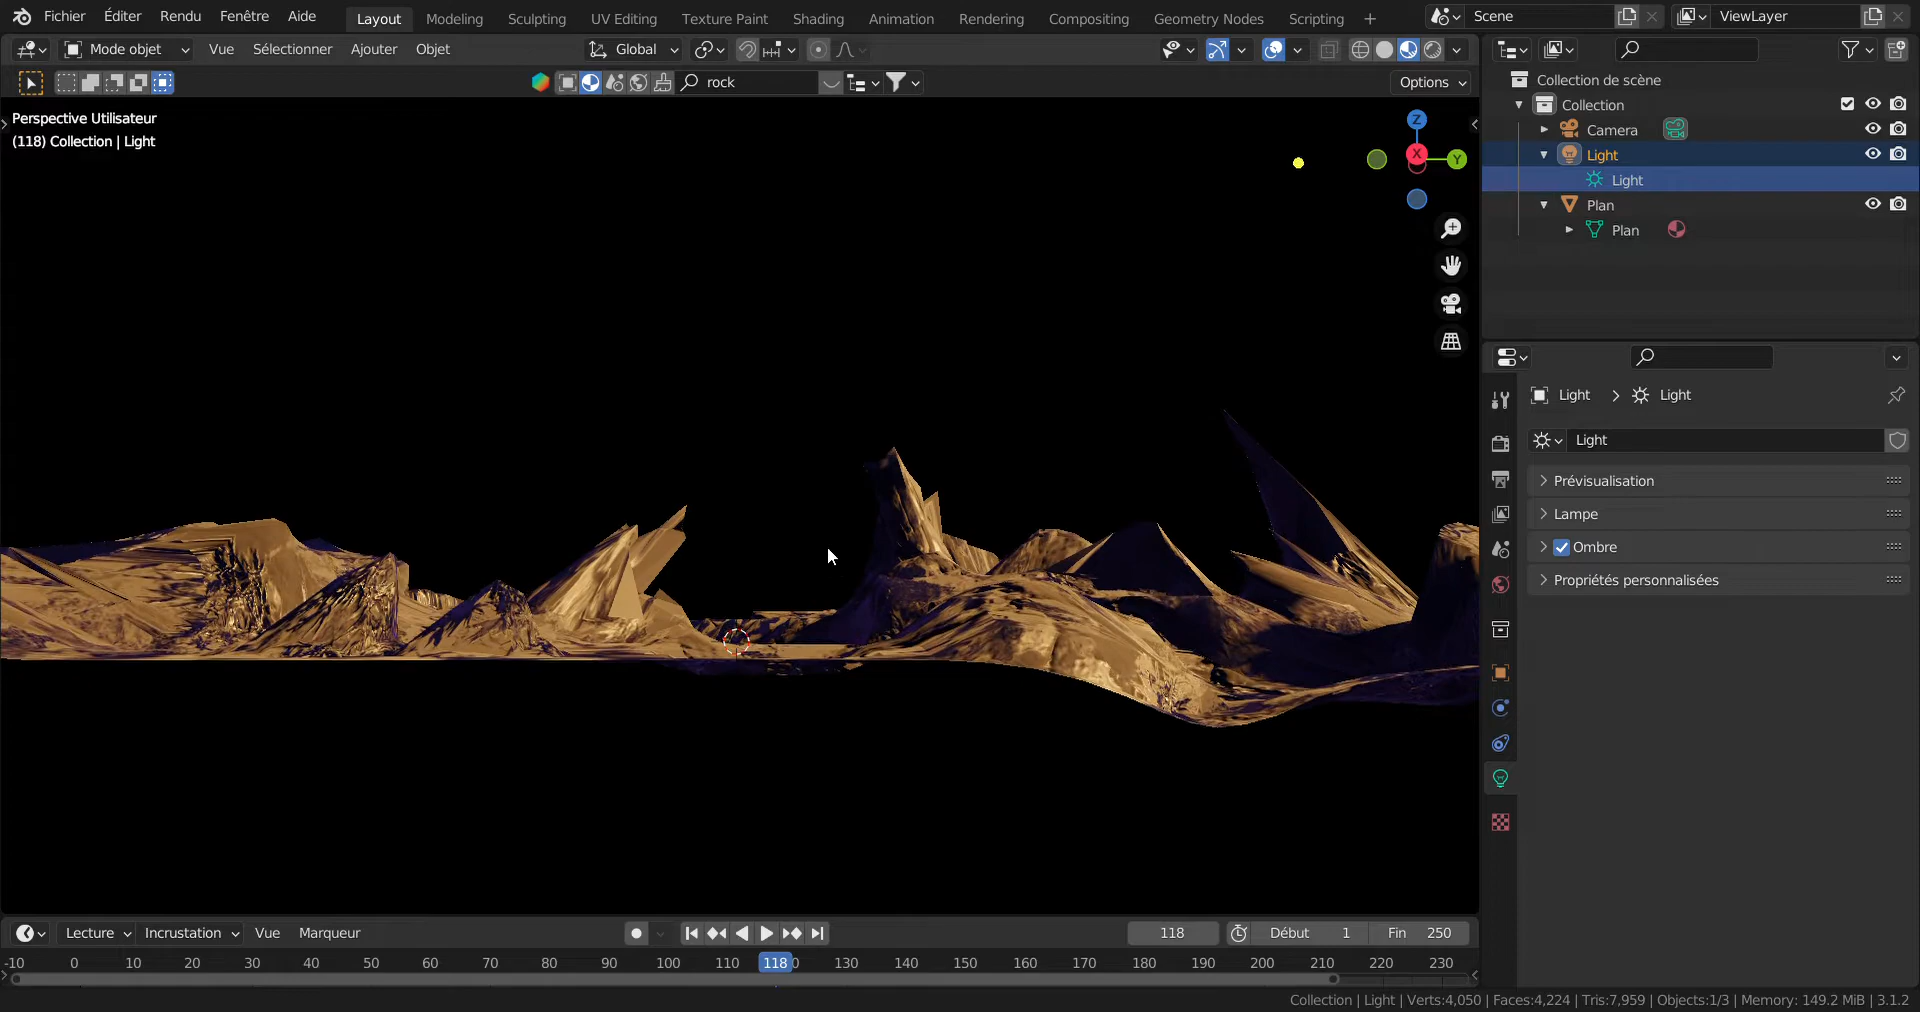 Fichier Éditer Rendu Fenêtre Aide Layout Modeling Sculpting UV Editing Texture Paint Shading Animation Rendering Compositing Geometry Nodes Scripting + Scene ViewLayer
Mode objet Vue Sélectionner Ajouter Objet Global
rock Options
Perspective Utilisateur
(118) Collection | Light
Z
X
Y
Collection de scène
Collection
Camera
Light
Light
Plan
Plan
Light > Light
Light
Prévisualisation
Lampe
Ombre
Propriétés personnalisées
Lecture Incrustation Vue Marqueur 118 Début 1 Fin 250
-10 0 10 20 30 40 50 60 70 80 90 100 110 118 0 130 140 150 160 170 180 190 200 210 220 230
Collection | Light | Verts:4,050 | Faces:4,224 | Tris:7,959 | Objects:1/3 | Memory: 149.2 MiB | 3.1.2